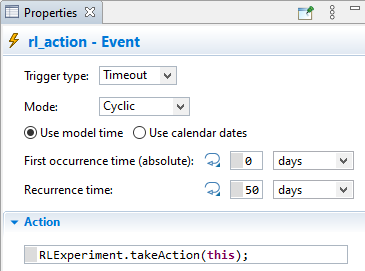 Properties
rl_action - Event
Trigger type: Timeout
Mode: Cyclic
Use model time Use calendar dates
First occurrence time (absolute): 0 days
Recurrence time: 50 days
Action
RLExperiment.takeAction(this);